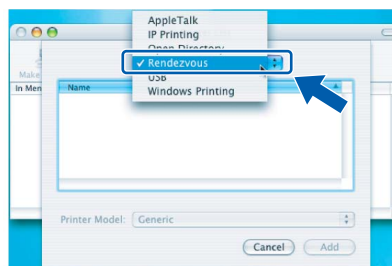 AppleTalk
IP Printing
Open Directory
✓ Rendezvous
USB
Windows Printing
Make
In Men
Name
Printer Model: Generic
Cancel Add